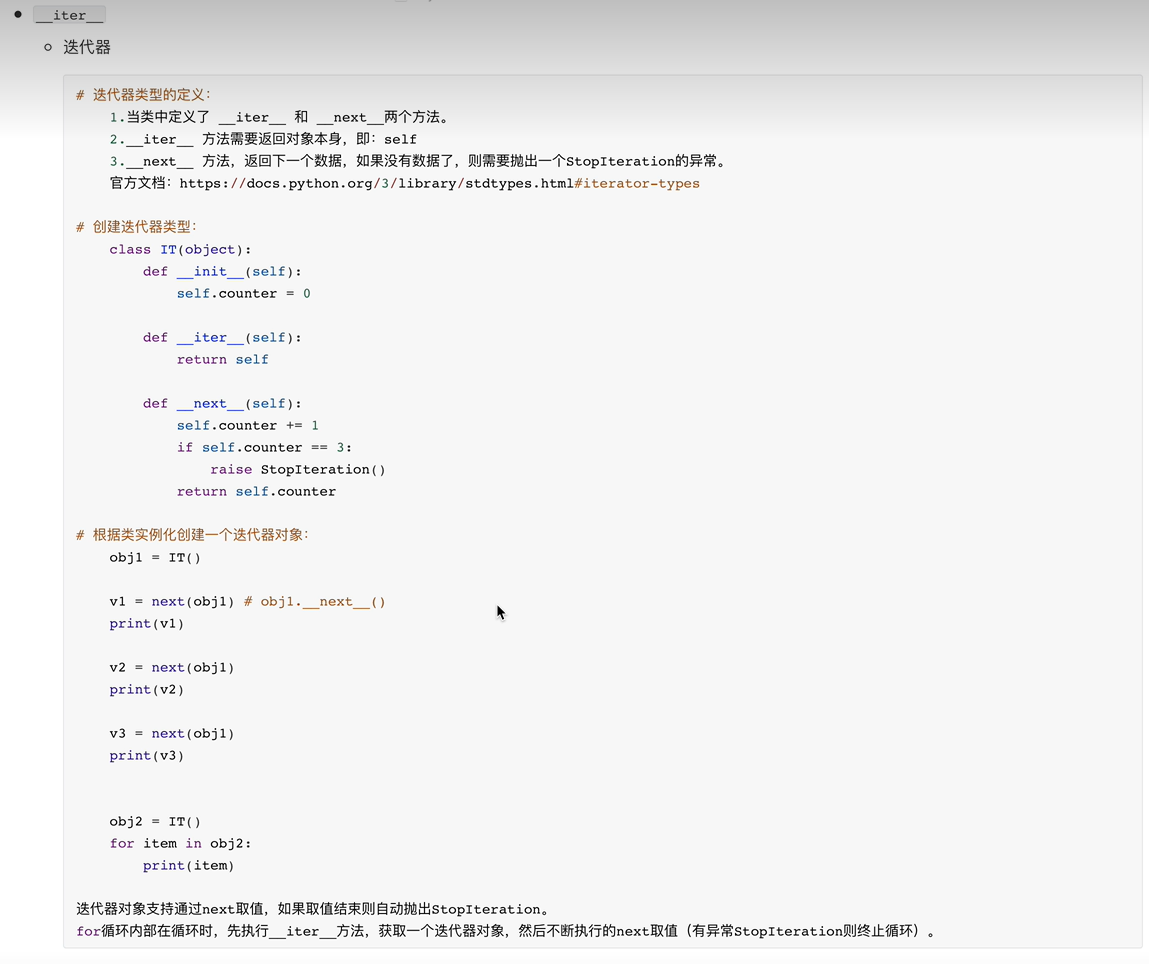 __iter__
迭代器
# 迭代器类型的定义：
1.当类中定义了 __iter__ 和 __next__两个方法。
2.__iter__ 方法需要返回对象本身，即：self
3.__next__ 方法，返回下一个数据，如果没有数据了，则需要抛出一个StopIteration的异常。
官方文档：https://docs.python.org/3/library/stdtypes.html#iterator-types
# 创建迭代器类型：
class IT(object):
def __init__(self):
self.counter = 0
def __iter__(self):
return self
def __next__(self):
self.counter += 1
if self.counter == 3:
raise StopIteration()
return self.counter
# 根据类实例化创建一个迭代器对象：
obj1 = IT()
v1 = next(obj1) # obj1.__next__()
print(v1)
v2 = next(obj1)
print(v2)
v3 = next(obj1)
print(v3)
obj2 = IT()
for item in obj2:
print(item)
迭代器对象支持通过next取值，如果取值结束则自动抛出StopIteration。
for循环内部在循环时，先执行__iter__方法，获取一个迭代器对象，然后不断执行的next取值（有异常StopIteration则终止循环）。